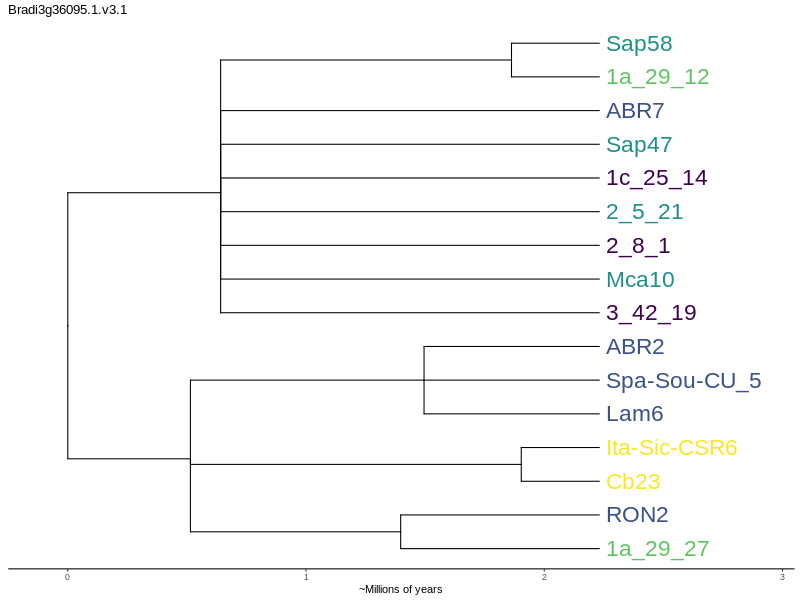 Bradi3g36095.1.v3.1
Sap58
1a_29_12
ABR7
Sap47
1c_25_14
2_5_21
2_8_1
Mca10
3_42_19
ABR2
Spa-Sou-CU_5
Lam6
Ita-Sic-CSR6
Cb23
RON2
1a_29_27
0 1 2 3
~Millions of years